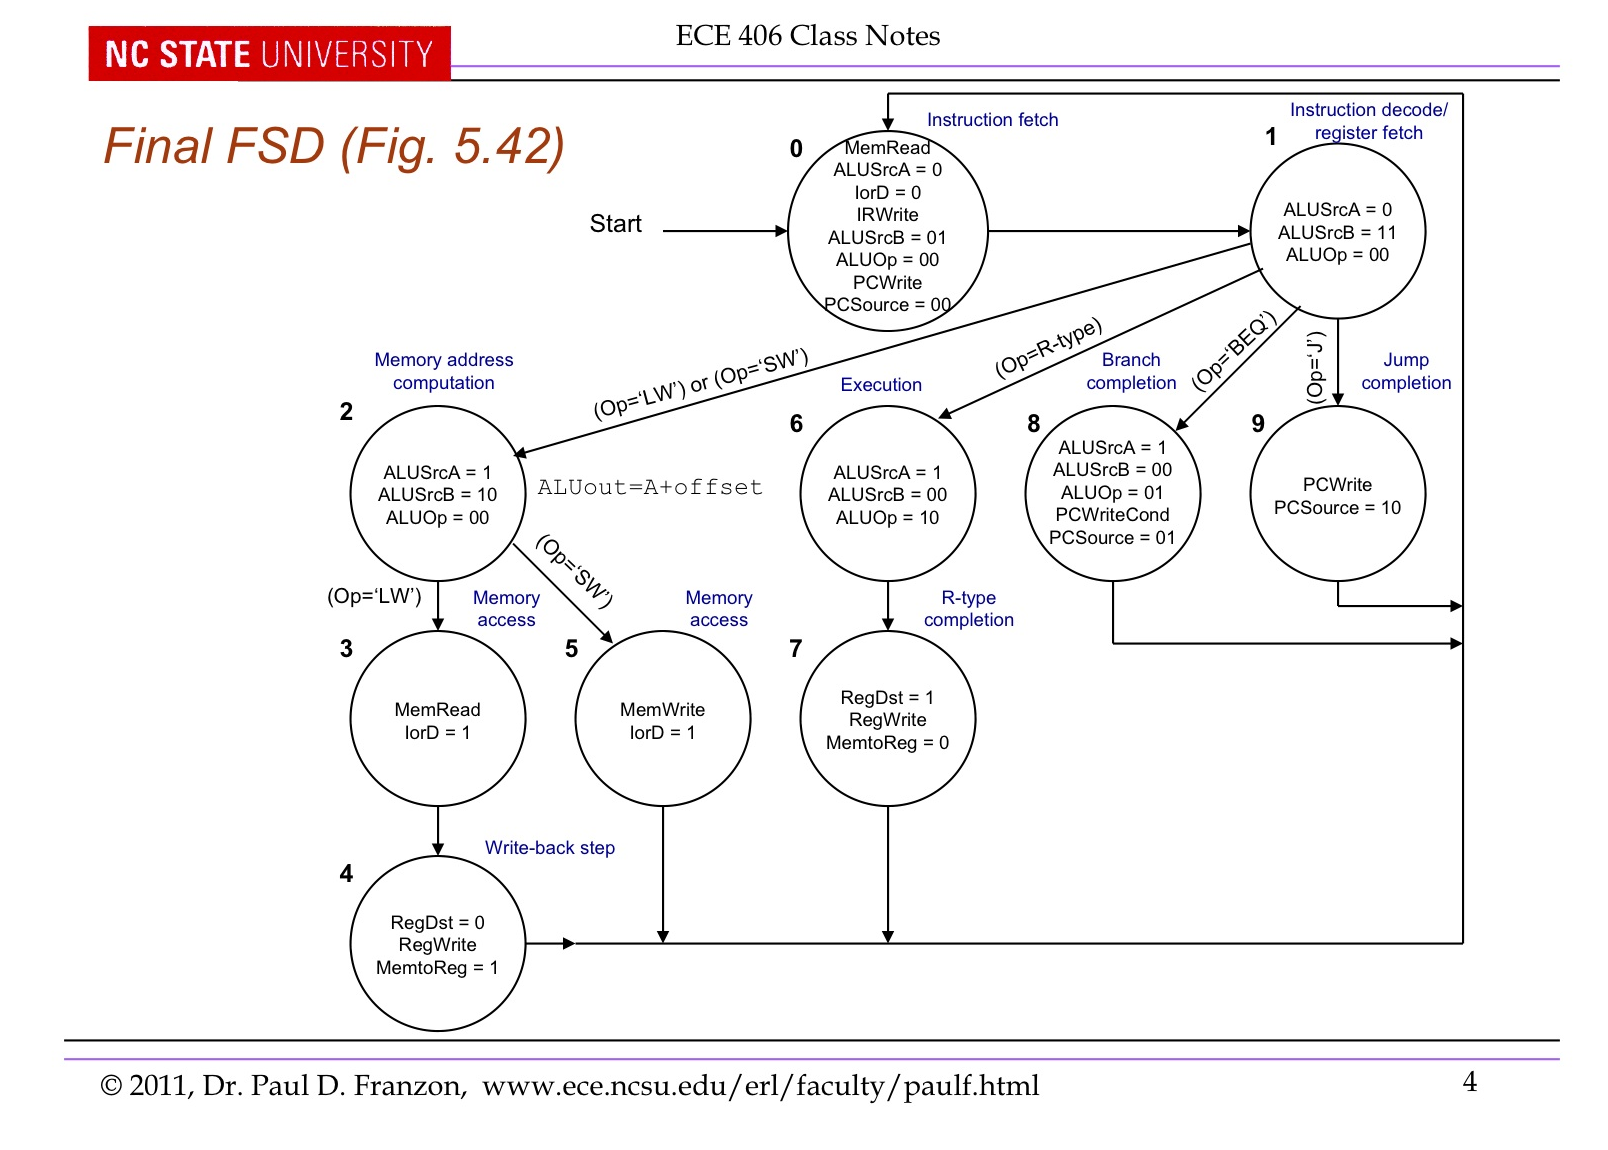 NC STATE UNIVERSITY
ECE 406 Class Notes
Final FSD (Fig. 5.42)
Instruction fetch
0
MemRead
ALUSrcA = 0
IorD = 0
IRWrite
ALUSrcB = 01
ALUOp = 00
PCWrite
PCSource = 00
Start
Instruction decode/
register fetch
1
ALUSrcA = 0
ALUSrcB = 11
ALUOp = 00
(Op=‘LW’) or (Op=‘SW’)
(Op=R-type)
(Op=‘BEQ’)
(Op=‘J’)
Memory address
computation
2
ALUSrcA = 1
ALUSrcB = 10
ALUOp = 00
ALUout=A+offset
Execution
6
ALUSrcA = 1
ALUSrcB = 00
ALUOp = 10
Branch
completion
8
ALUSrcA = 1
ALUSrcB = 00
ALUOp = 01
PCWriteCond
PCSource = 01
Jump
completion
9
PCWrite
PCSource = 10
(Op=‘LW’)
(Op=‘SW’)
Memory
access
3
MemRead
IorD = 1
Memory
access
5
MemWrite
IorD = 1
R-type
completion
7
RegDst = 1
RegWrite
MemtoReg = 0
Write-back step
4
RegDst = 0
RegWrite
MemtoReg = 1
© 2011, Dr. Paul D. Franzon, www.ece.ncsu.edu/erl/faculty/paulf.html
4